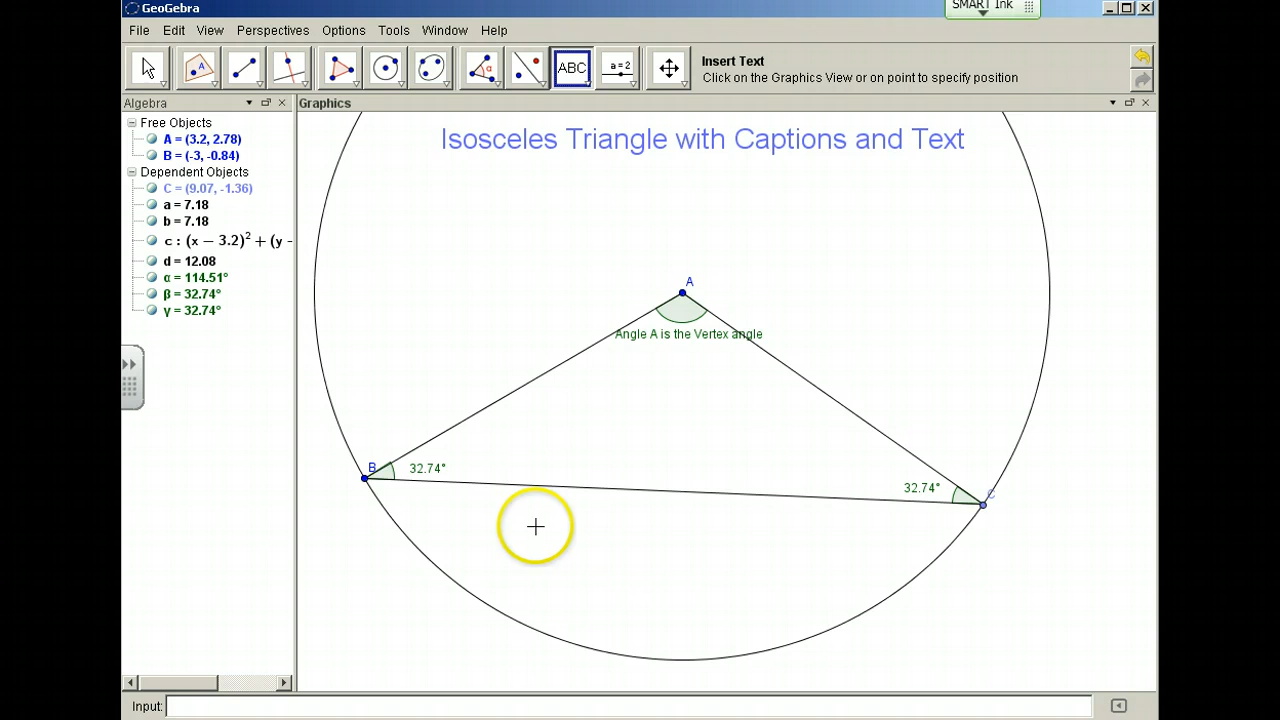 GeoGebra
SMART Ink
File Edit View Perspectives Options Tools Window Help
A
α
ABC
a = 2
Insert Text
Click on the Graphics View or on point to specify position
Algebra
Graphics
Free Objects
A = (3.2, 2.78)
B = (-3, -0.84)
Dependent Objects
C = (9.07, -1.36)
a = 7.18
b = 7.18
c : (x − 3.2)² + (y −
d = 12.08
α = 114.51°
β = 32.74°
γ = 32.74°
Isosceles Triangle with Captions and Text
A
Angle A is the Vertex angle
B
32.74°
32.74°
C
Input: